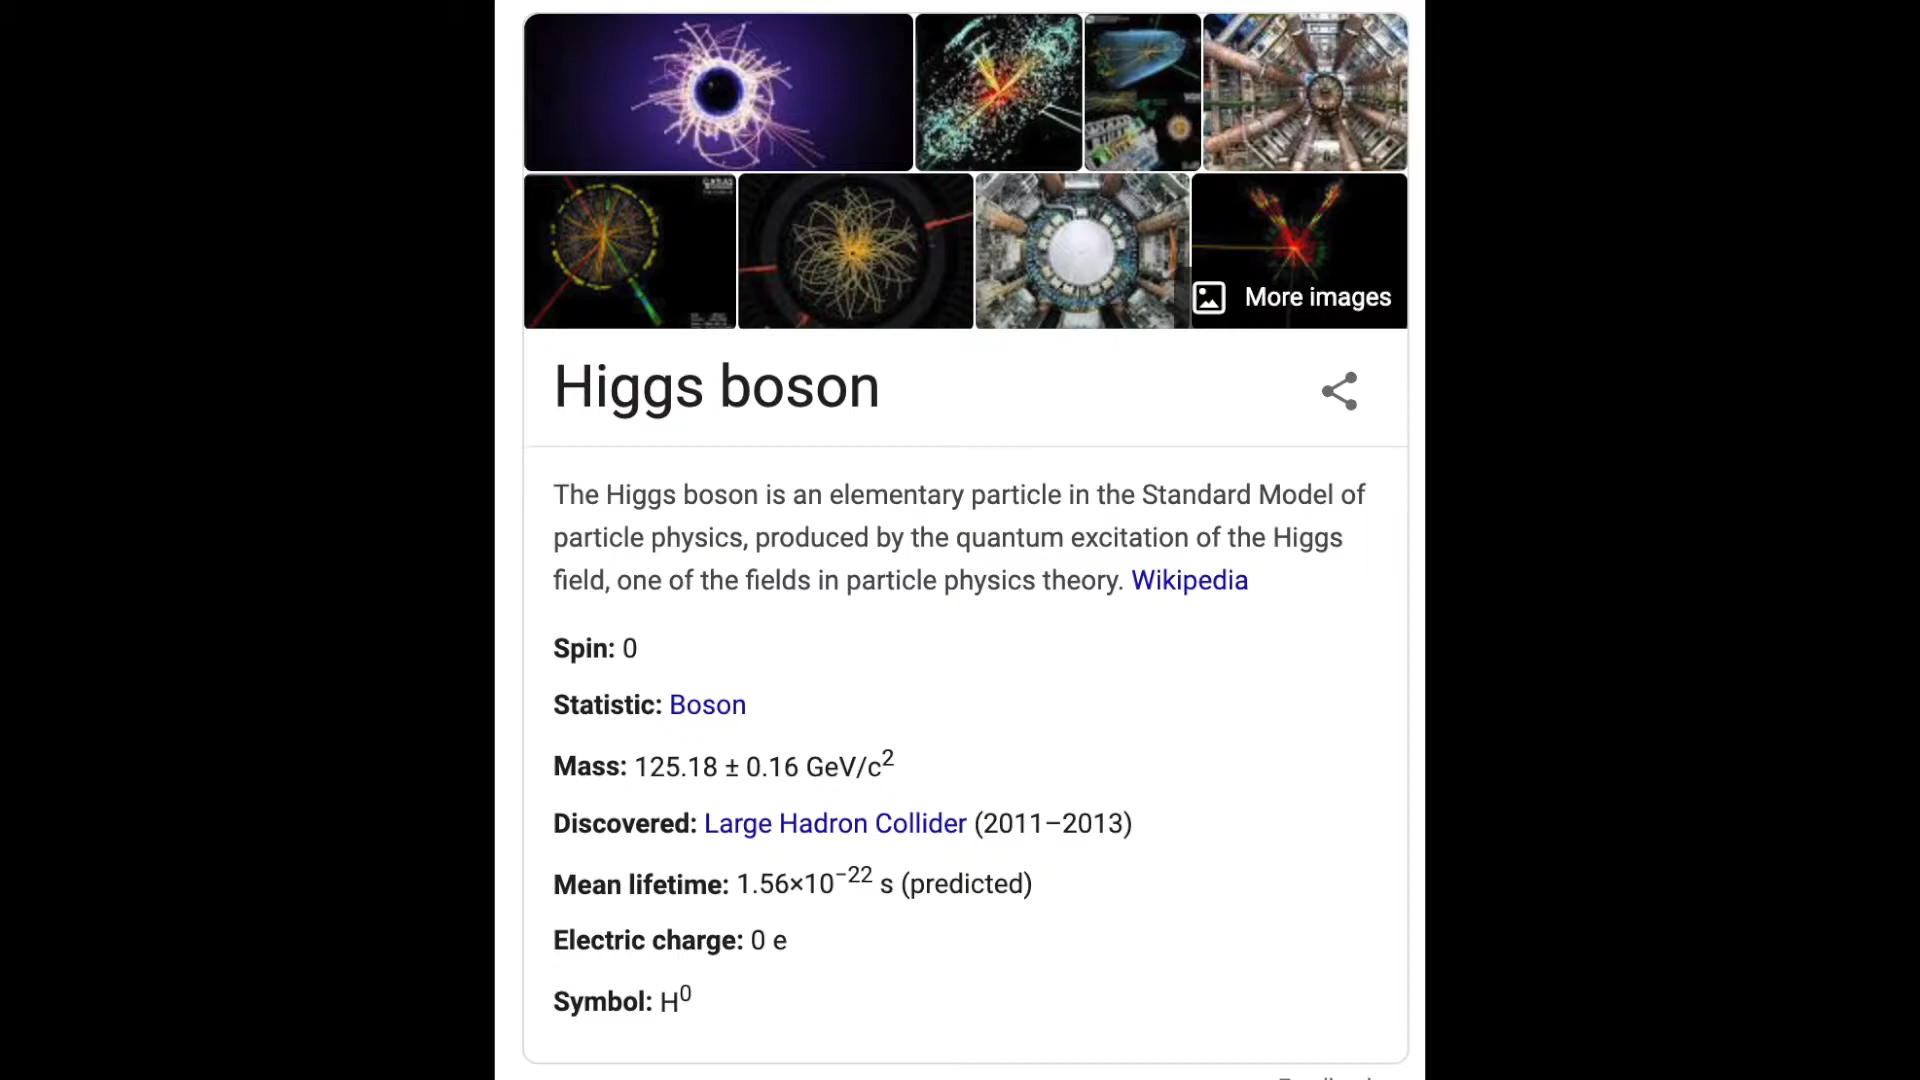 More images
Higgs boson
The Higgs boson is an elementary particle in the Standard Model of
particle physics, produced by the quantum excitation of the Higgs
field, one of the fields in particle physics theory. Wikipedia
Spin: 0
Statistic: Boson
Mass: 125.18 ± 0.16 GeV/c²
Discovered: Large Hadron Collider (2011–2013)
Mean lifetime: 1.56×10⁻²² s (predicted)
Electric charge: 0 e
Symbol: H⁰